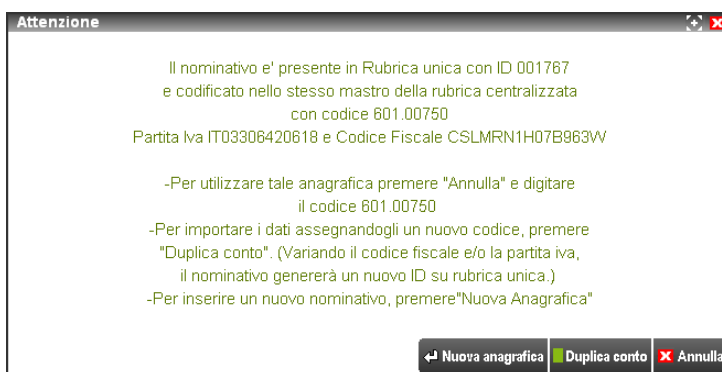 Attenzione
Il nominativo e' presente in Rubrica unica con ID 001767
e codificato nello stesso mastro della rubrica centralizzata
con codice 601.00750
Partita Iva IT03306420618 e Codice Fiscale CSLMRN1H07B963W
-Per utilizzare tale anagrafica premere "Annulla" e digitare
il codice 601.00750
-Per importare i dati assegnandogli un nuovo codice, premere
"Duplica conto". (Variando il codice fiscale e/o la partita iva,
il nominativo genererà un nuovo ID su rubrica unica.)
-Per inserire un nuovo nominativo, premere"Nuova Anagrafica"
Nuova anagrafica Duplica conto Annulla